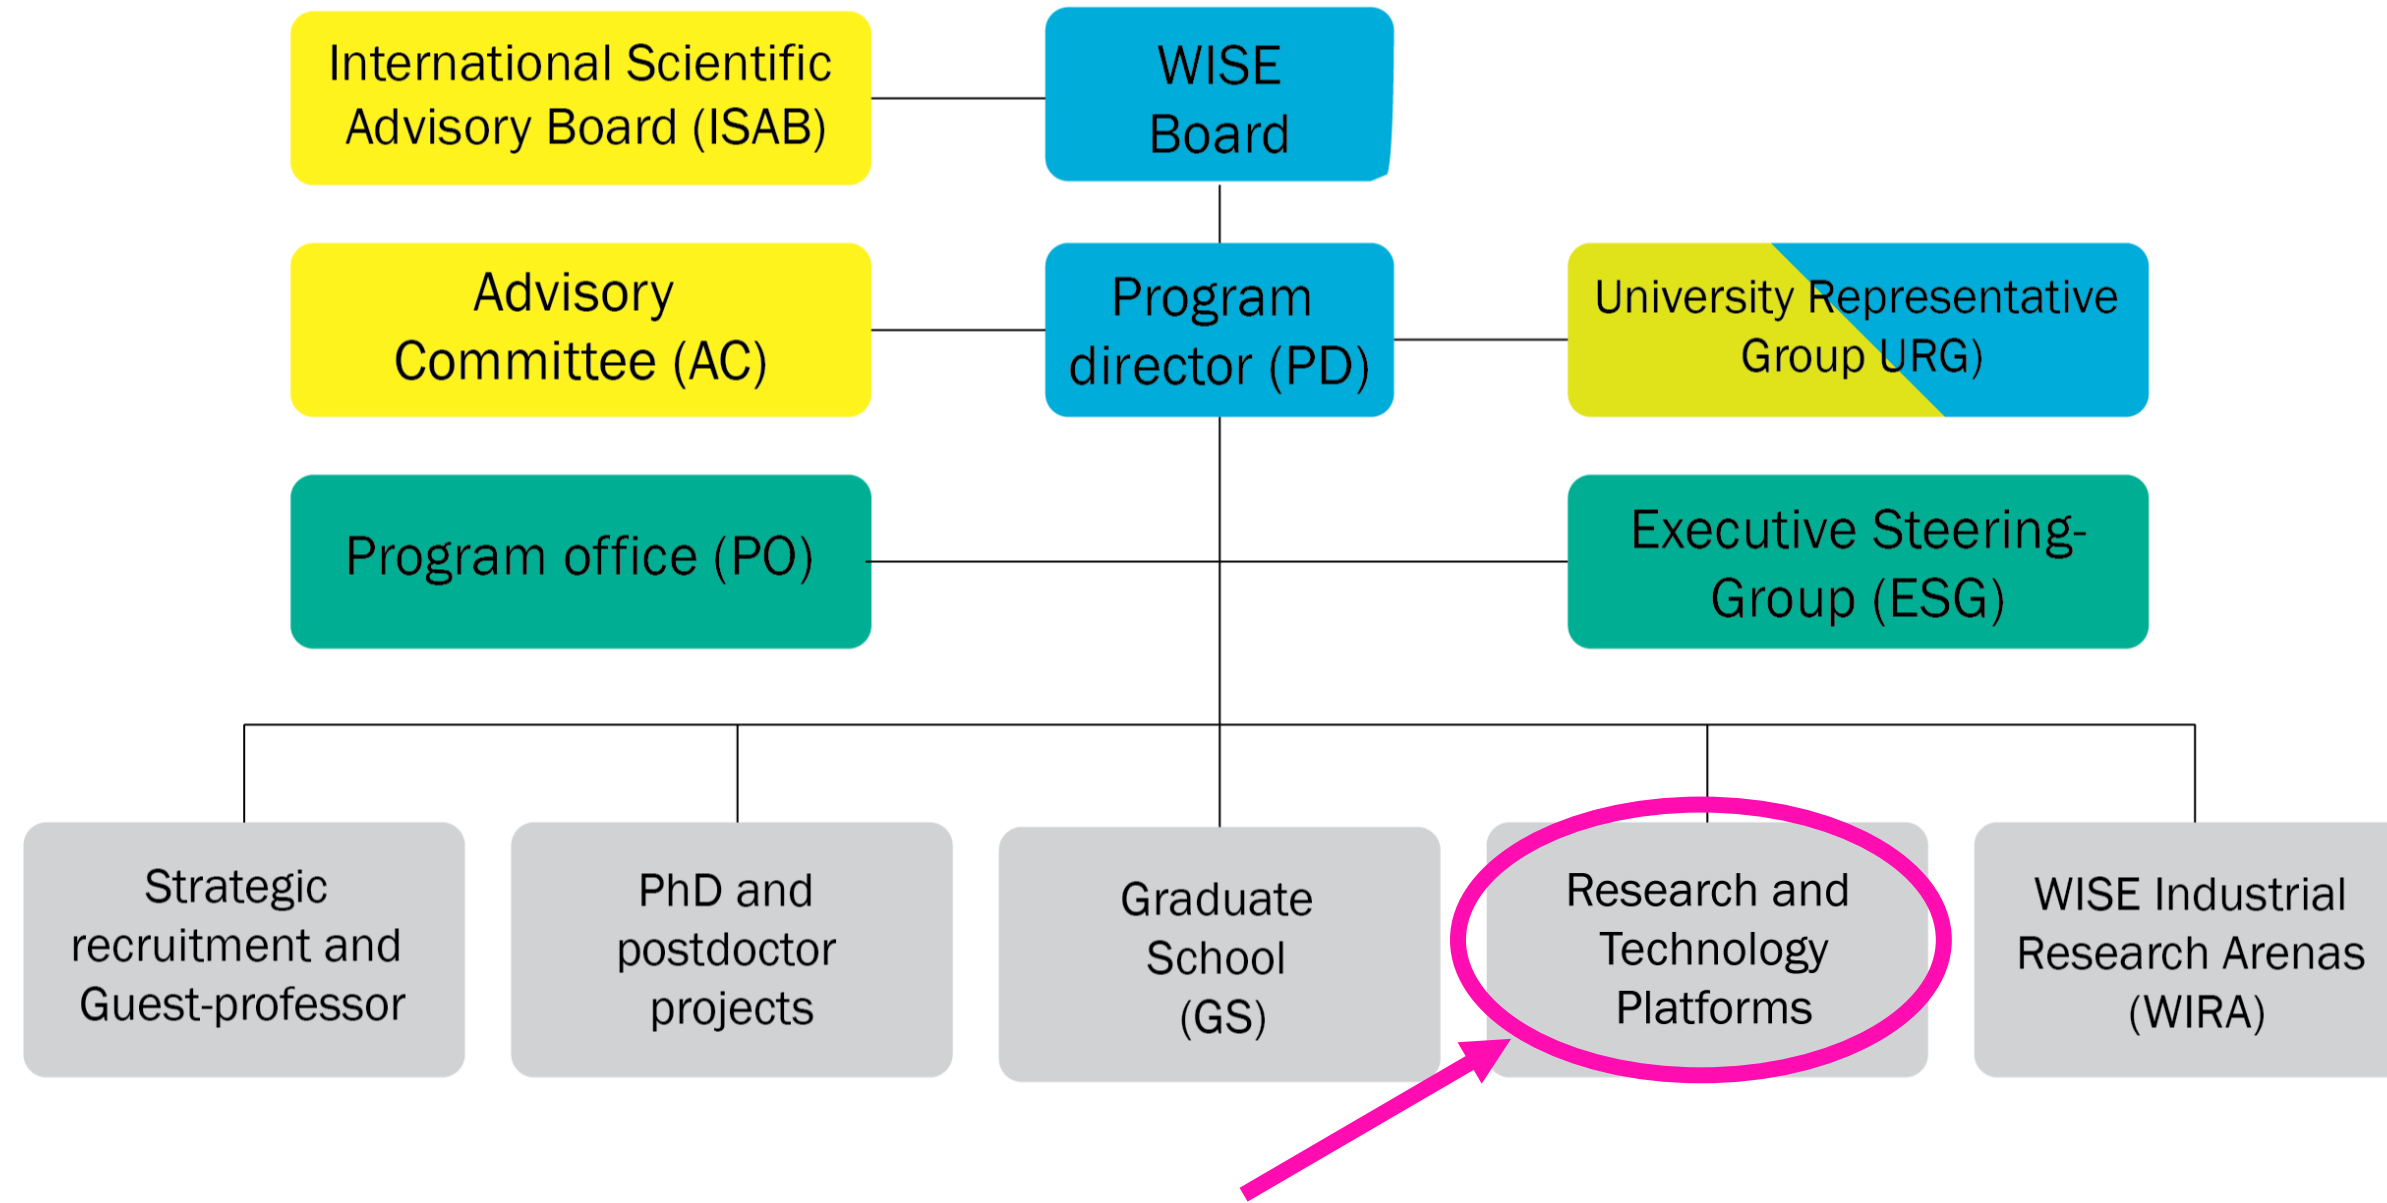 International Scientific
Advisory Board (ISAB)
WISE
Board
Advisory
Committee (AC)
Program
director (PD)
University Representative
Group URG)
Program office (PO)
Executive Steering-
Group (ESG)
Strategic
recruitment and
Guest-professor
PhD and
postdoctor
projects
Graduate
School
(GS)
Research and
Technology
Platforms
WISE Industrial
Research Arenas
(WIRA)